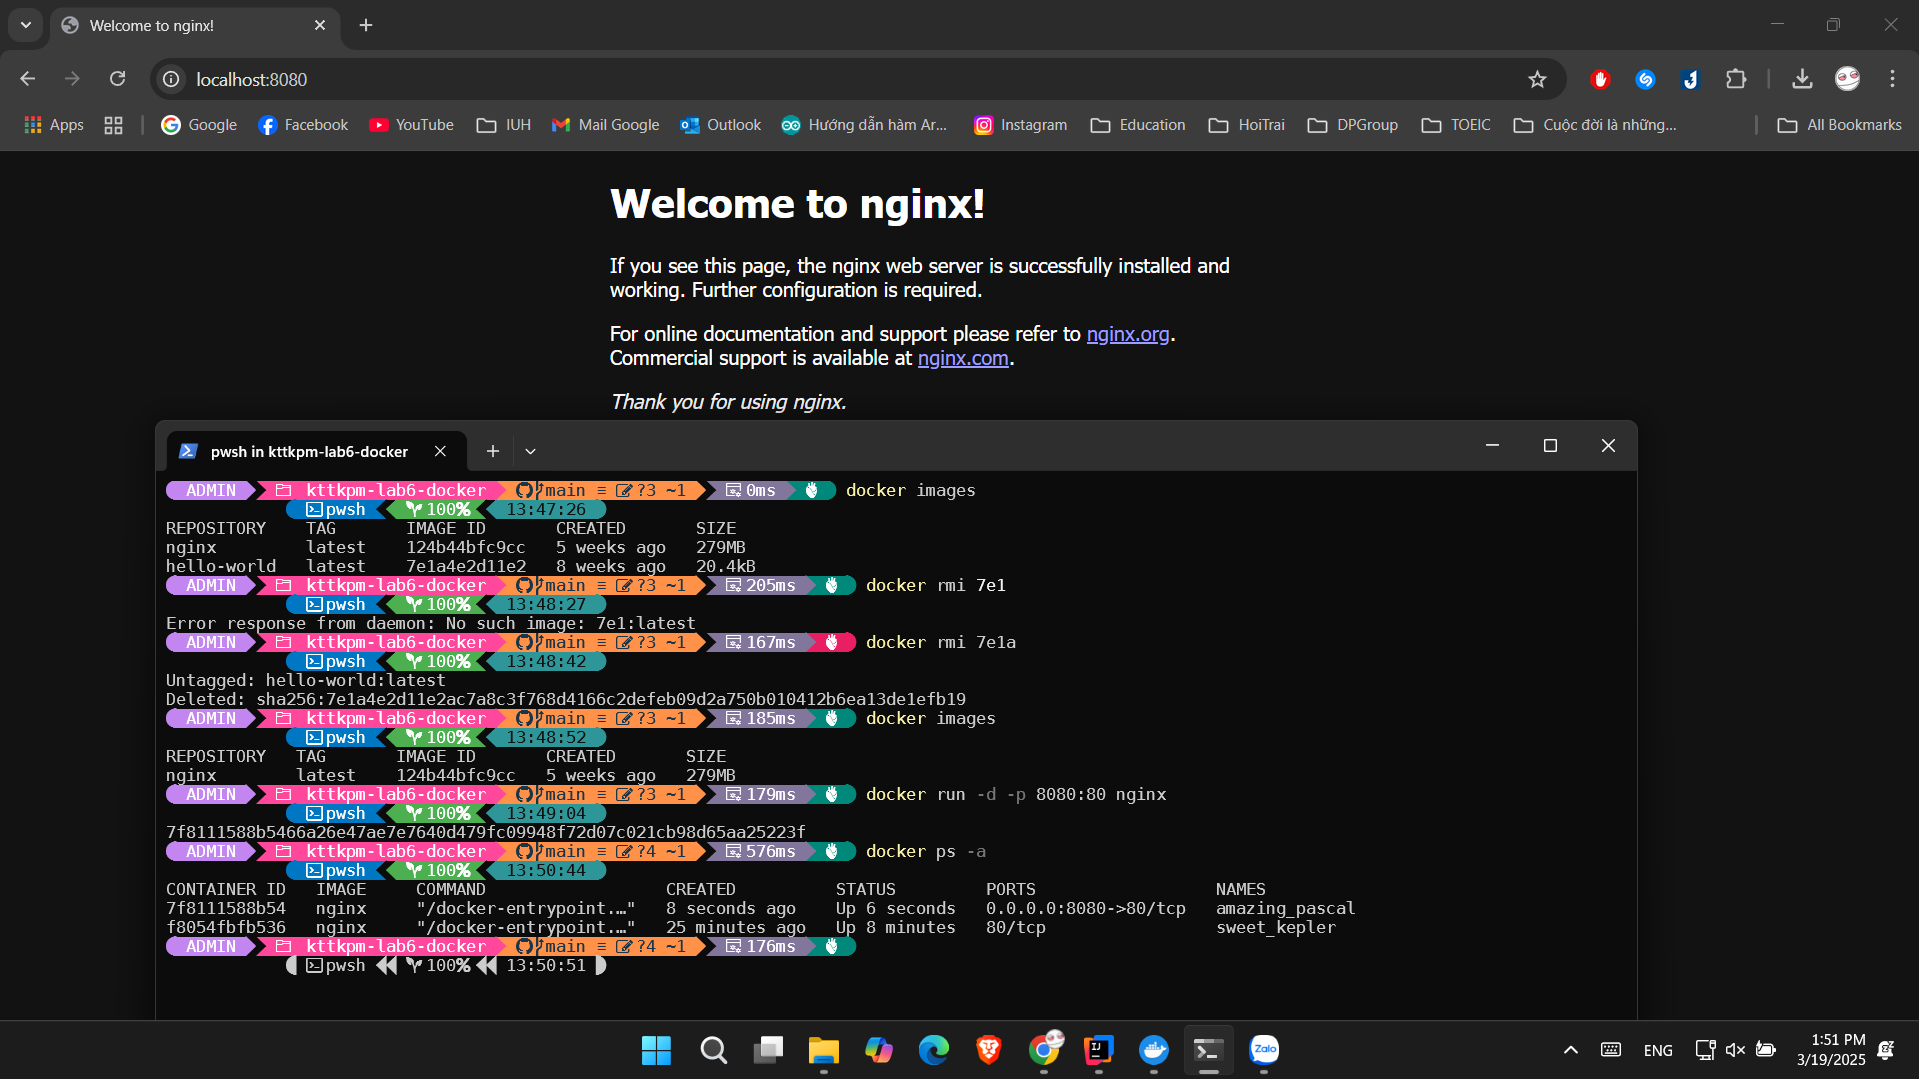 Welcome to nginx!
localhost:8080
Apps
Google
Facebook
YouTube
IUH
Mail Google
Outlook
Hướng dẫn hàm Ar...
Instagram
Education
HoiTrai
DPGroup
TOEIC
Cuộc đời là những...
All Bookmarks
Welcome to nginx!
If you see this page, the nginx web server is successfully installed and
working. Further configuration is required.
For online documentation and support please refer to nginx.org.
Commercial support is available at nginx.com.
Thank you for using nginx.
pwsh in kttkpm-lab6-docker
ADMIN kttkpm-lab6-docker main ≡ ?3 ~1 0ms docker images
pwsh 100% 13:47:26
REPOSITORY TAG IMAGE ID CREATED SIZE
nginx latest 124b44bfc9cc 5 weeks ago 279MB
hello-world latest 7e1a4e2d11e2 8 weeks ago 20.4kB
ADMIN kttkpm-lab6-docker main ≡ ?3 ~1 205ms docker rmi 7e1
pwsh 100% 13:48:27
Error response from daemon: No such image: 7e1:latest
ADMIN kttkpm-lab6-docker main ≡ ?3 ~1 167ms docker rmi 7e1a
pwsh 100% 13:48:42
Untagged: hello-world:latest
Deleted: sha256:7e1a4e2d11e2ac7a8c3f768d4166c2defeb09d2a750b010412b6ea13de1efb19
ADMIN kttkpm-lab6-docker main ≡ ?3 ~1 185ms docker images
pwsh 100% 13:48:52
REPOSITORY TAG IMAGE ID CREATED SIZE
nginx latest 124b44bfc9cc 5 weeks ago 279MB
ADMIN kttkpm-lab6-docker main ≡ ?3 ~1 179ms docker run -d -p 8080:80 nginx
pwsh 100% 13:49:04
7f8111588b5466a26e47ae7e7640d479fc09948f72d07c021cb98d65aa25223f
ADMIN kttkpm-lab6-docker main ≡ ?4 ~1 576ms docker ps -a
pwsh 100% 13:50:44
CONTAINER ID IMAGE COMMAND CREATED STATUS PORTS NAMES
7f8111588b54 nginx "/docker-entrypoint.…" 8 seconds ago Up 6 seconds 0.0.0.0:8080->80/tcp amazing_pascal
f8054fbfb536 nginx "/docker-entrypoint.…" 25 minutes ago Up 8 minutes 80/tcp sweet_kepler
ADMIN kttkpm-lab6-docker main ≡ ?4 ~1 176ms
pwsh 100% 13:50:51
Zalo
ENG
1:51 PM
3/19/2025